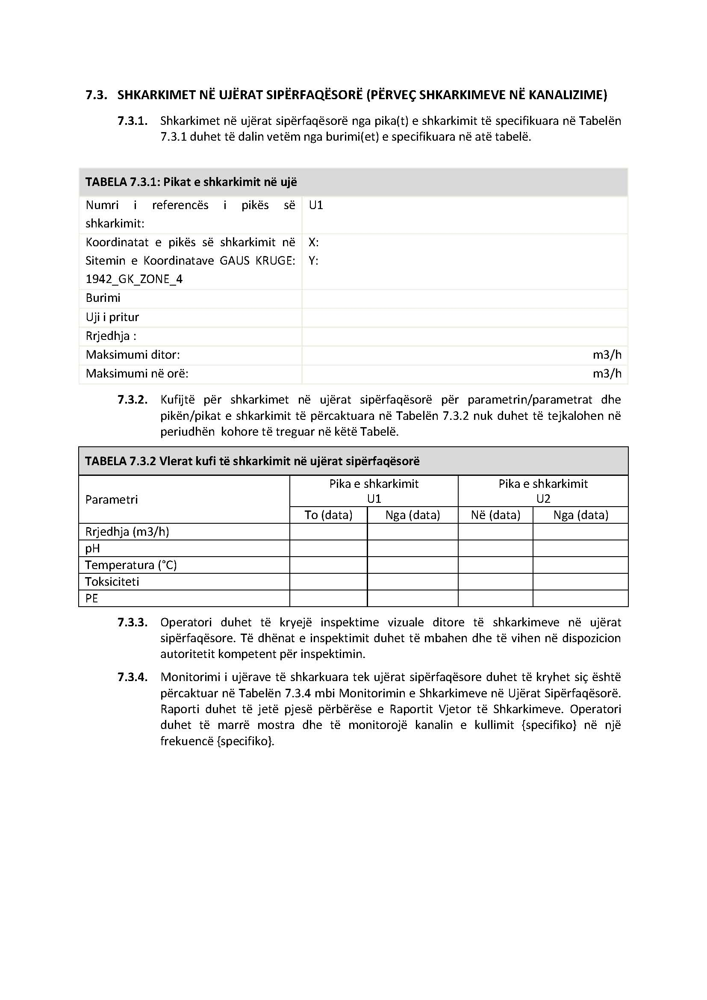 7.3. SHKARKIMET NË UJËRAT SIPËRFAQËSORË (PËRVEÇ SHKARKIMEVE NË KANALIZIME)
7.3.1. Shkarkimet në ujërat sipërfaqësorë nga pika(t) e shkarkimit të specifikuara në Tabelën
7.3.1 duhet të dalin vetëm nga burimi(et) e specifikuara në atë tabelë.
TABELA 7.3.1: Pikat e shkarkimit në ujë
Numri i referencës i pikës së U1
shkarkimit:
Koordinatat e pikës së shkarkimit në X:
Sitemin e Koordinatave GAUS KRUGE: Y:
1942_GK_ZONE_4
Burimi
Uji i pritur
Rrjedhja :
Maksimumi ditor: m3/h
Maksimumi në orë: m3/h
7.3.2. Kufijtë për shkarkimet në ujërat sipërfaqësorë për parametrin/parametrat dhe
pikën/pikat e shkarkimit të përcaktuara në Tabelën 7.3.2 nuk duhet të tejkalohen në
periudhën kohore të treguar në këtë Tabelë.
TABELA 7.3.2 Vlerat kufi të shkarkimit në ujërat sipërfaqësorë
Parametri
Pika e shkarkimit Pika e shkarkimit
U1 U2
To (data) Nga (data) Në (data) Nga (data)
Rrjedhja (m3/h)
pH
Temperatura (°C)
Toksiciteti
PE
7.3.3. Operatori duhet të kryejë inspektime vizuale ditore të shkarkimeve në ujërat
sipërfaqësore. Të dhënat e inspektimit duhet të mbahen dhe të vihen në dispozicion
autoritetit kompetent për inspektimin.
7.3.4. Monitorimi i ujërave të shkarkuara tek ujërat sipërfaqësore duhet të kryhet siç është
përcaktuar në Tabelën 7.3.4 mbi Monitorimin e Shkarkimeve në Ujërat Sipërfaqësorë.
Raporti duhet të jetë pjesë përbërëse e Raportit Vjetor të Shkarkimeve. Operatori
duhet të marrë mostra dhe të monitorojë kanalin e kullimit {specifiko} në një
frekuencë {specifiko}.